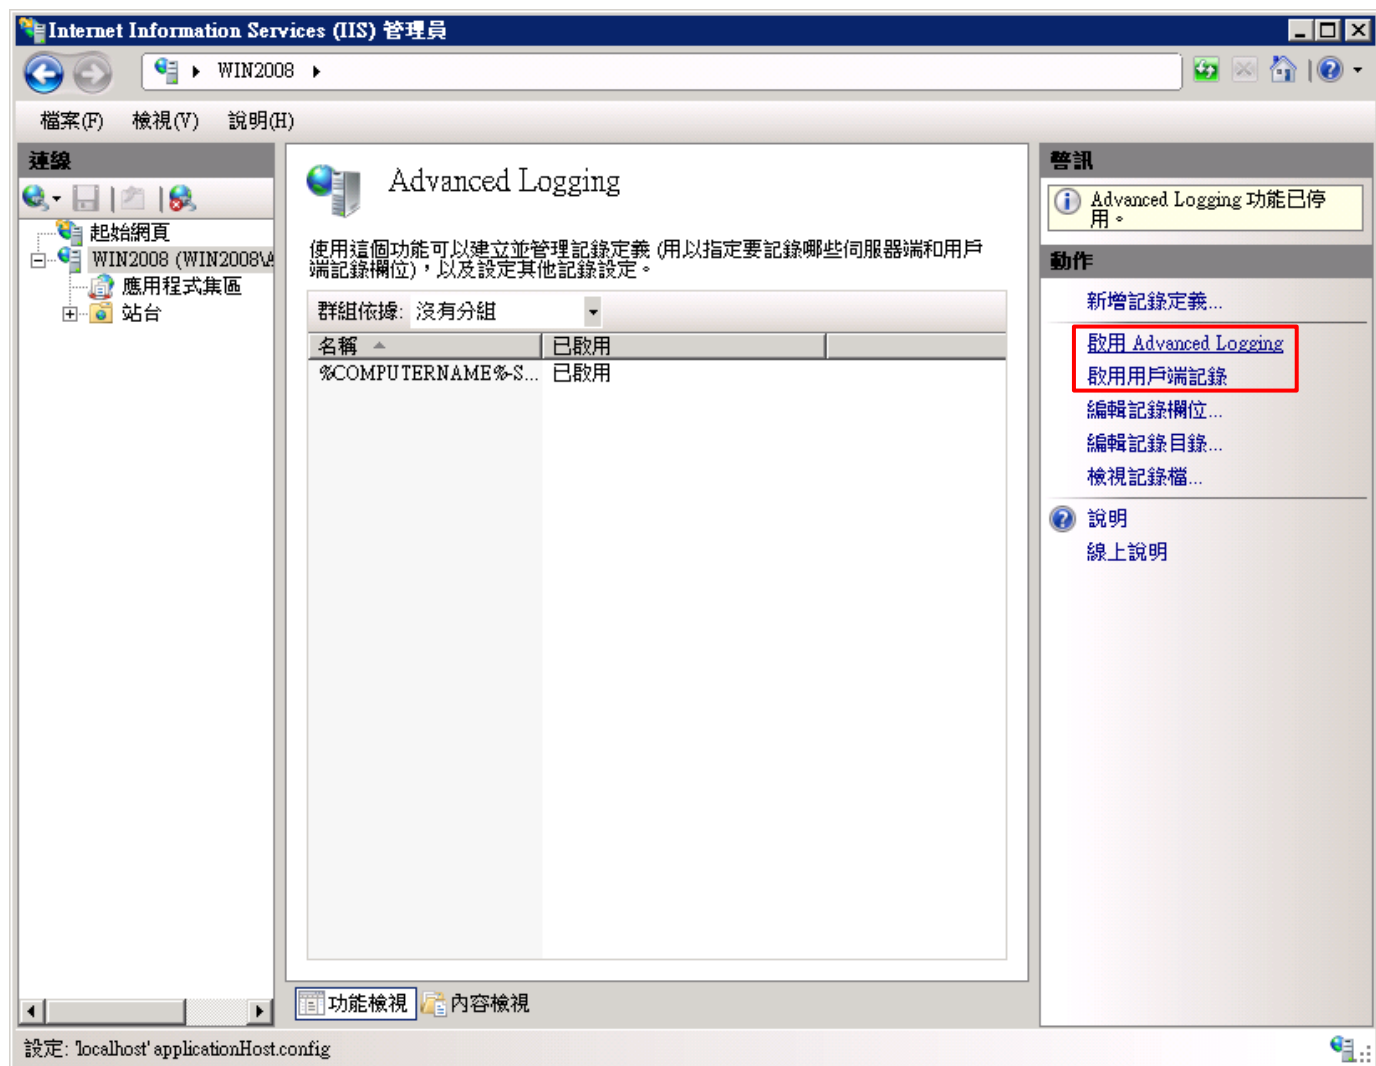 Internet Information Services (IIS) 管理員
WIN2008
檔案(F) 檢視(V) 說明(H)
連線
起始網頁
WIN2008 (WIN2008\A
應用程式集區
站台
Advanced Logging
使用這個功能可以建立並管理記錄定義 (用以指定要記錄哪些伺服器端和用戶
端記錄欄位)，以及設定其他記錄設定。
群組依據: 沒有分組
名稱 已啟用
%COMPUTERNAME%-S... 已啟用
功能檢視 內容檢視
警訊
Advanced Logging 功能已停
用。
動作
新增記錄定義...
啟用 Advanced Logging
啟用用戶端記錄
編輯記錄欄位...
編輯記錄目錄...
檢視記錄檔...
說明
線上說明
設定: 'localhost' applicationHost.config